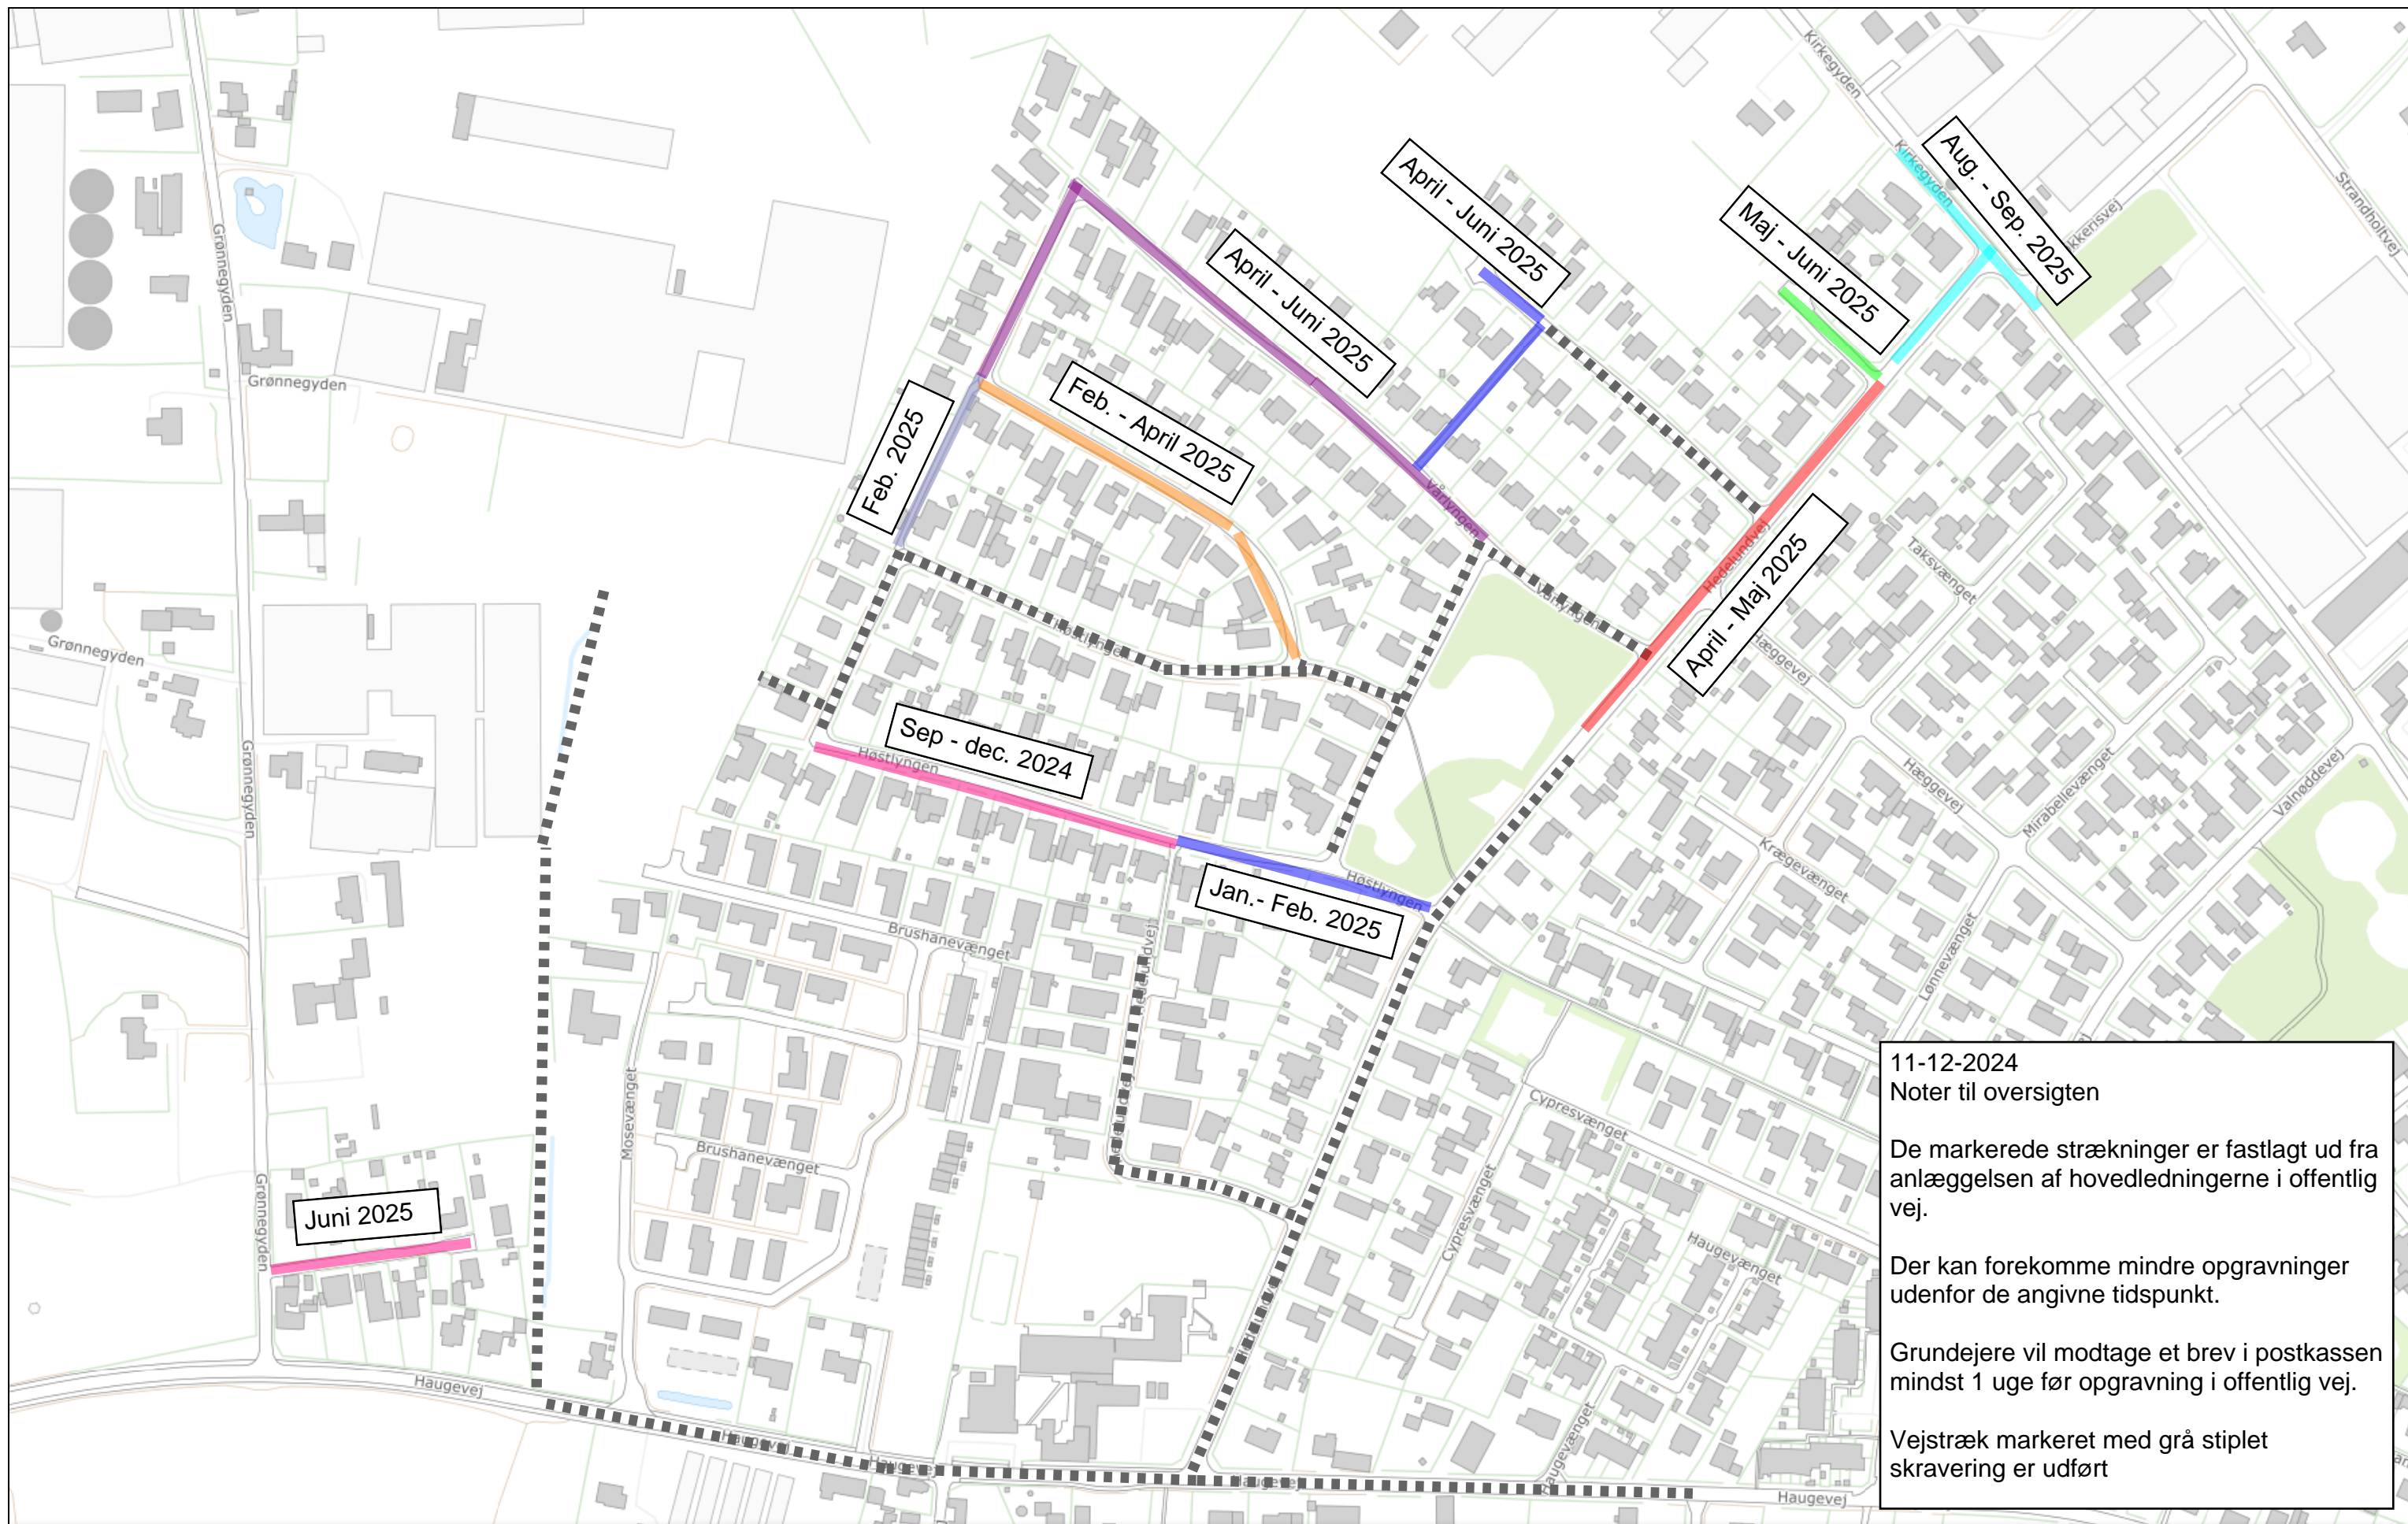 Kirkegyden
Kirkegyden
Aug. - Sep. 2025
Strandholtvej
April - Juni 2025
Maj - Juni 2025
April - Juni 2025
Grønnegyden
Grønnegyden
Feb. - April 2025
Feb. 2025
Vårlyngen
Hedelundvej
Taksvænget
April - Maj 2025
Vårlyngen
Høstlyngen
Hæggevej
Grønnegyden
Sep - dec. 2024
Høstlyngen
Grønnegyden
Hæggevej
Mirabellevænget
Valnøddevej
Krægevænget
Høstlyngen
Jan.- Feb. 2025
Brushanevænget
Hedelundvej
Lønnevænget
Mosevænget
Cypresvænget
Brushanevænget
Cypresvænget
Grønnegyden
Juni 2025
Haugevænget
Haugevej
Haugevej
Haugevej
Haugevej
Haugevænget
Haugevej
11-12-2024
Noter til oversigten
De markerede strækninger er fastlagt ud fra
anlæggelsen af hovedledningerne i offentlig
vej.
Der kan forekomme mindre opgravninger
udenfor de angivne tidspunkt.
Grundejere vil modtage et brev i postkassen
mindst 1 uge før opgravning i offentlig vej.
Vejstræk markeret med grå stiplet
skravering er udført